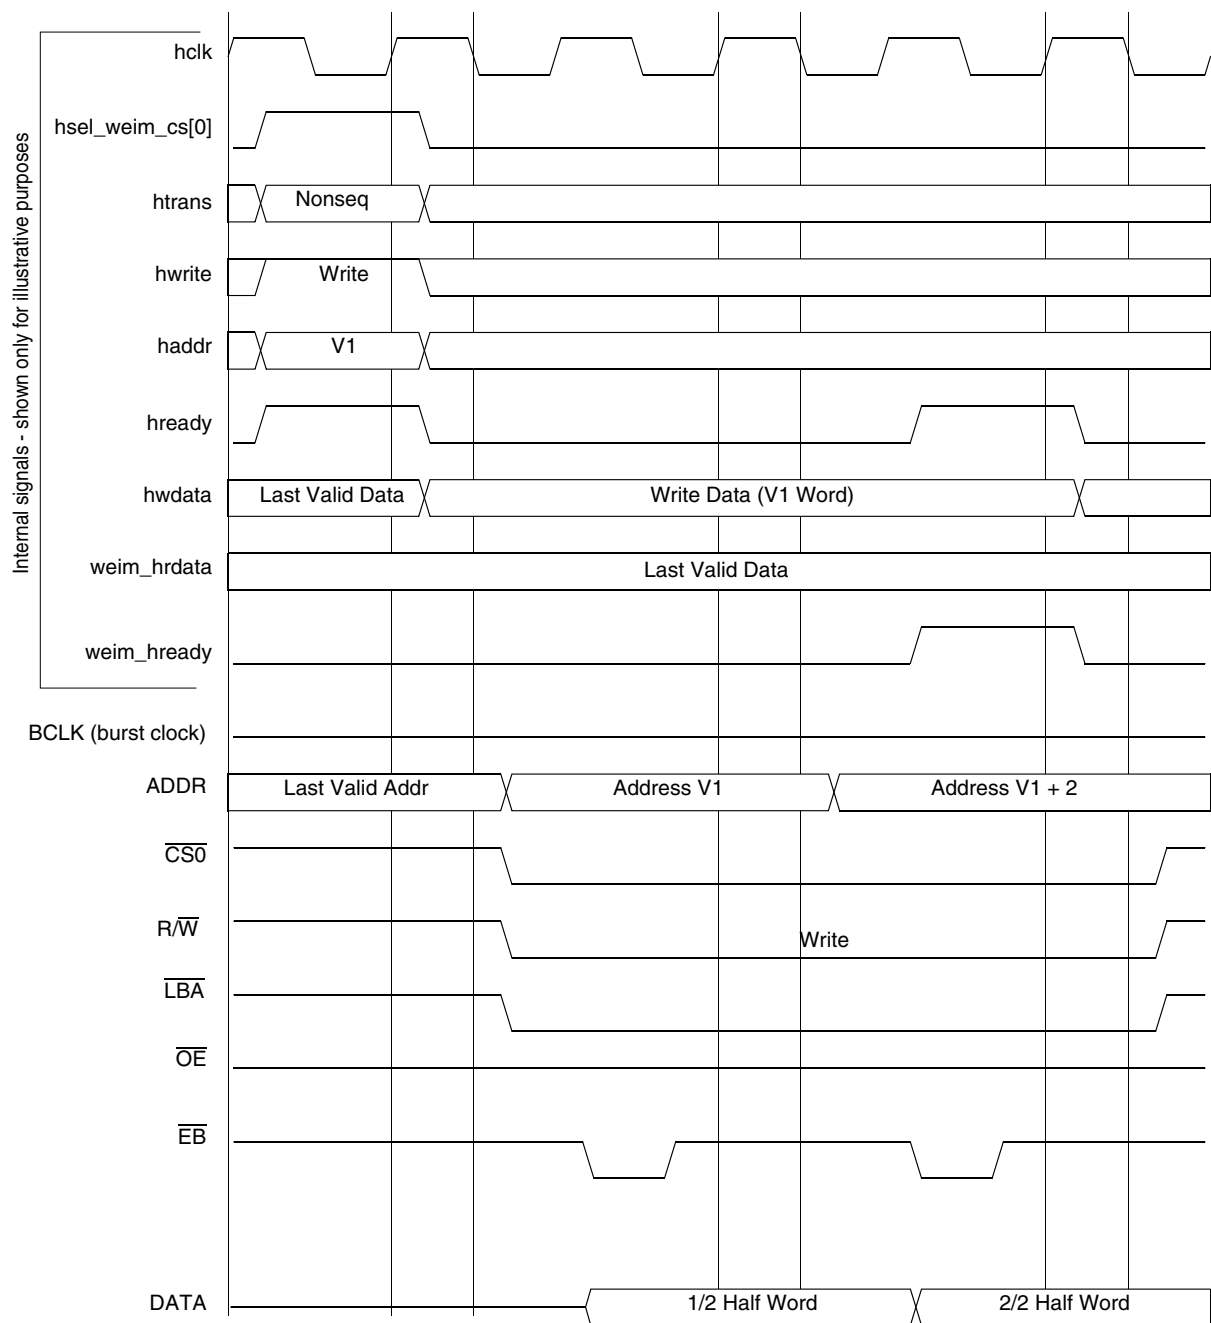 Internal signals - shown only for illustrative purposes
hclk
hsel_weim_cs[0]
htrans
Nonseq
hwrite
Write
haddr
V1
hready
hwdata
Last Valid Data
Write Data (V1 Word)
weim_hrdata
Last Valid Data
weim_hready
BCLK (burst clock)
ADDR
Last Valid Addr
Address V1
Address V1 + 2
CS0
R/W
Write
LBA
OE
EB
DATA
1/2 Half Word
2/2 Half Word